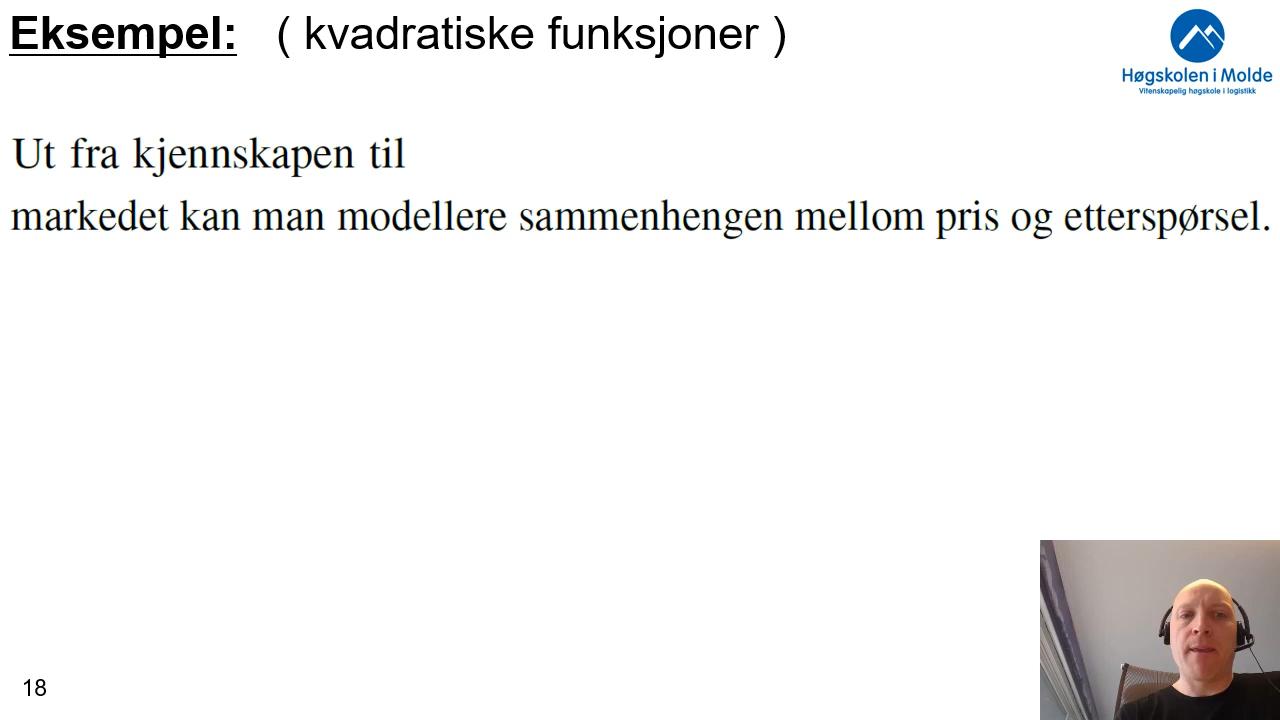 Eksempel: ( kvadratiske funksjoner )
Høgskolen i Molde
Vitenskapelig høgskole i logistikk
Ut fra kjennskapen til
markedet kan man modellere sammenhengen mellom pris og etterspørsel.
18